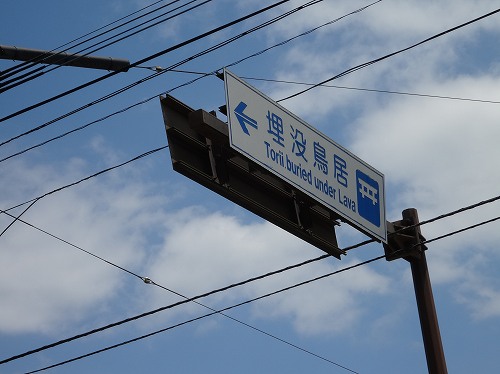 埋没鳥居
Torii buried under Lava